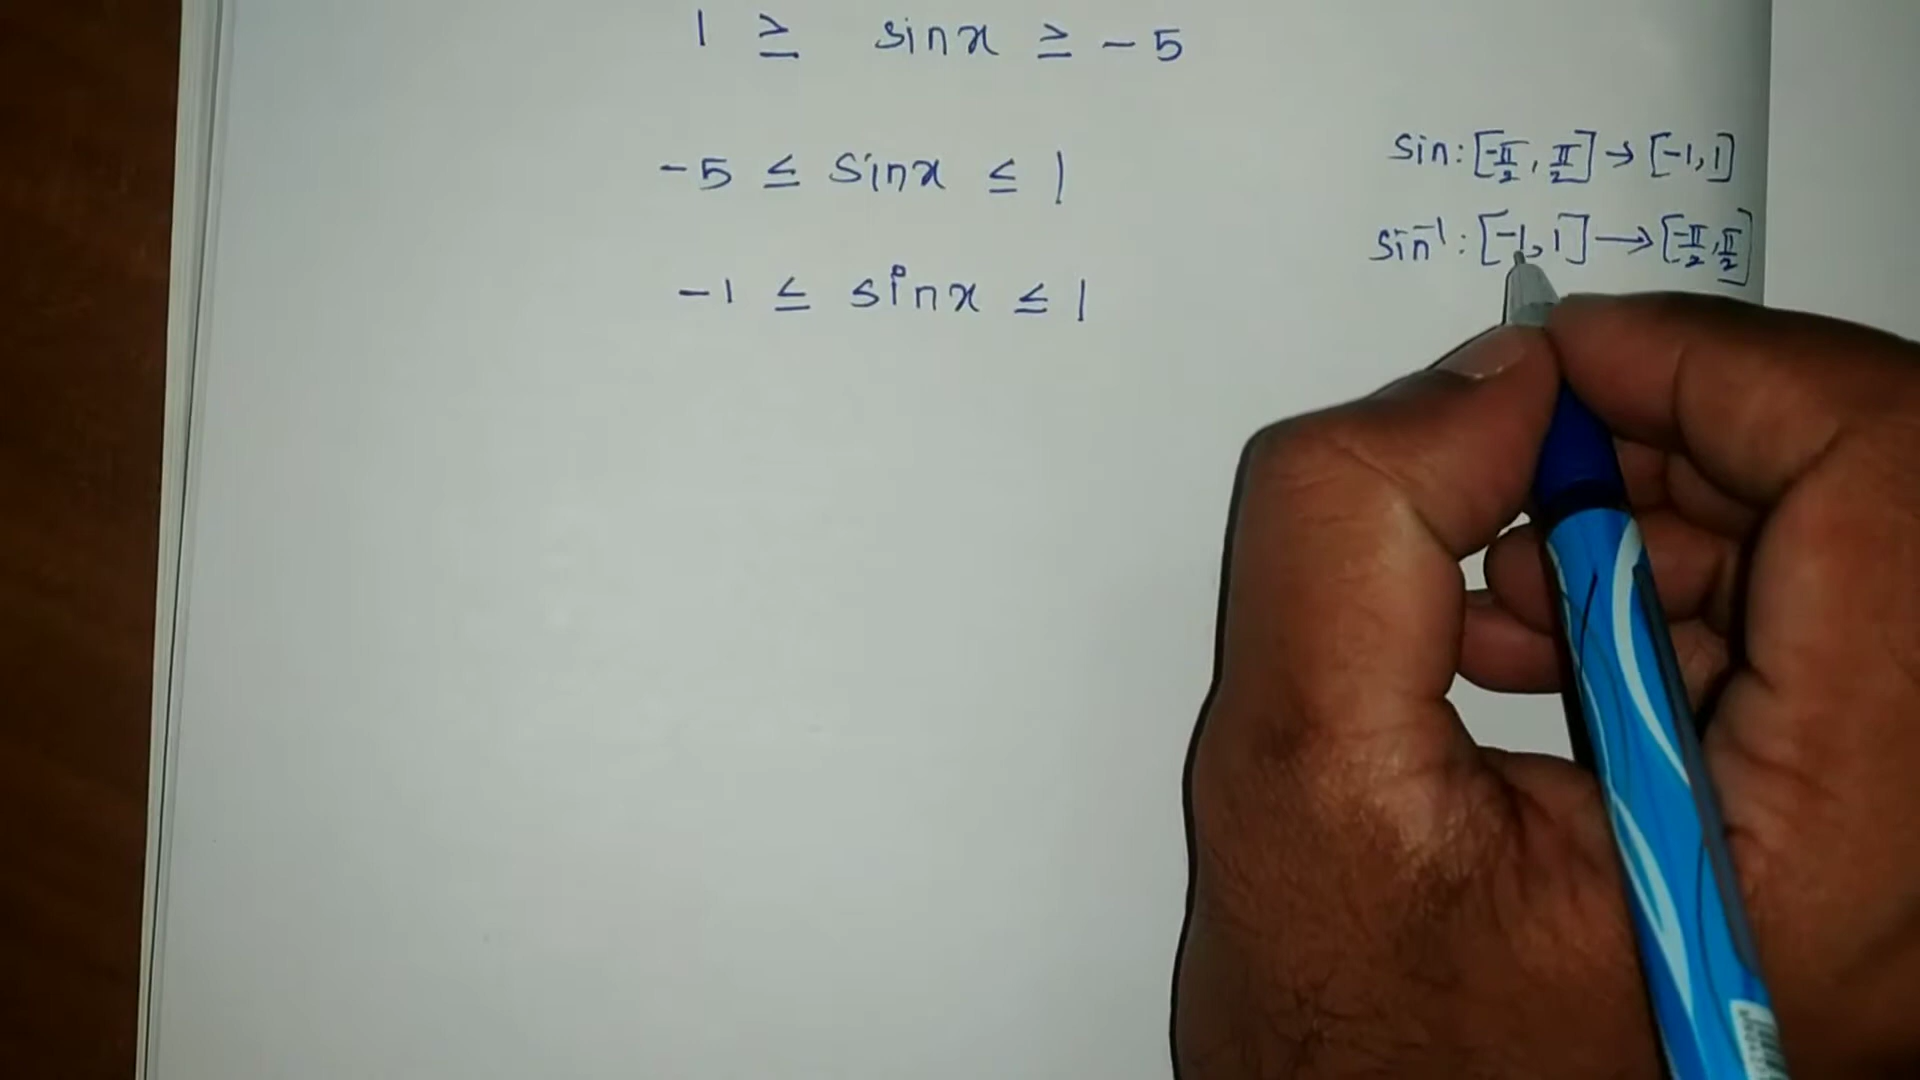 1 ≥ sinx ≥ -5
-5 ≤ sinx ≤ 1
-1 ≤ sinx ≤ 1
sin: [-π/2, π/2] → [-1, 1]
sin⁻¹: [-1, 1] → [-π/2, π/2]